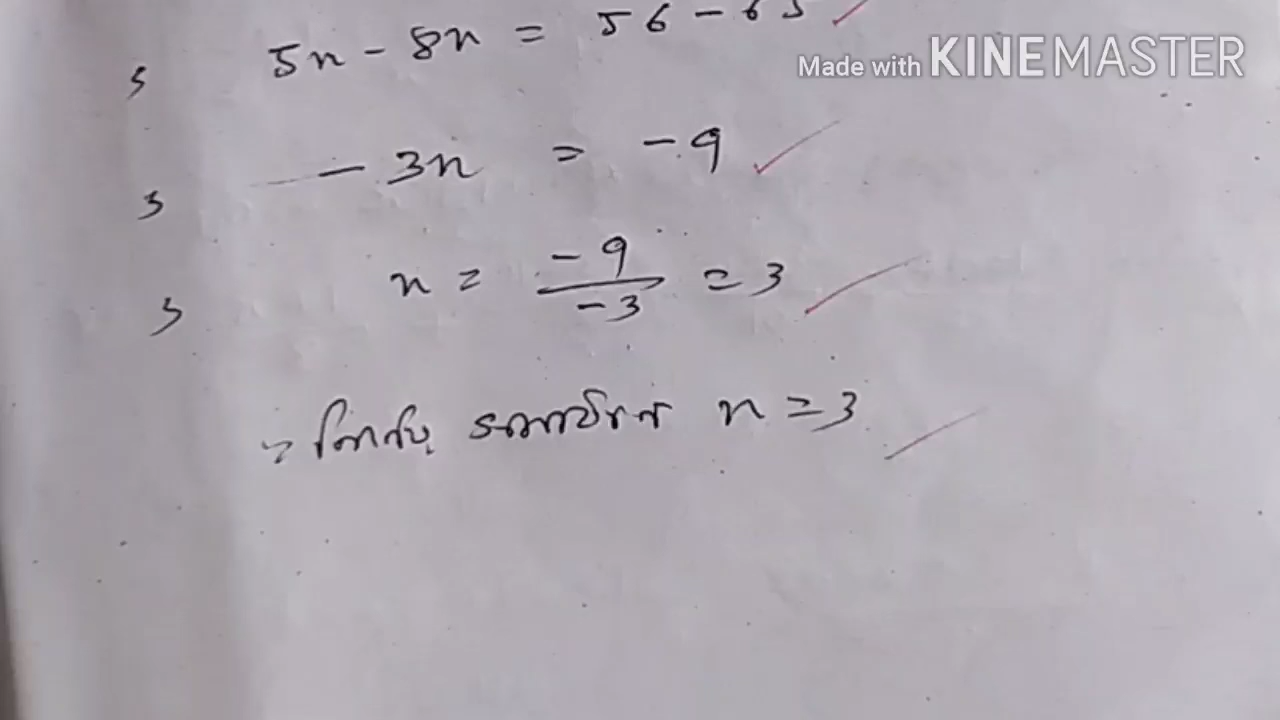 5x - 8x = 56 - 65
Made with KINEMASTER
- 3x = -9
x = -9/-3 = 3
∴ নির্ণেয় সমাধান x = 3